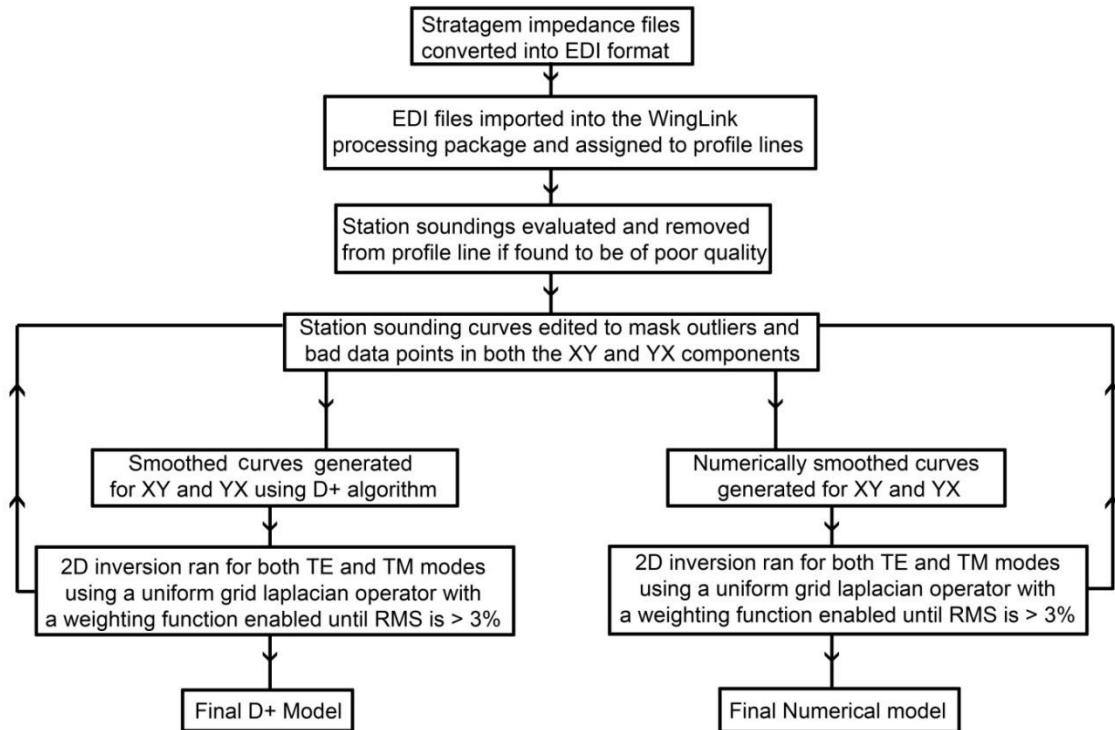 Stratagem impedance files
converted into EDI format
EDI files imported into the WingLink
processing package and assigned to profile lines
Station soundings evaluated and removed
from profile line if found to be of poor quality
Station sounding curves edited to mask outliers and
bad data points in both the XY and YX components
Smoothed curves generated
for XY and YX using D+ algorithm
Numerically smoothed curves
generated for XY and YX
2D inversion ran for both TE and TM modes
using a uniform grid laplacian operator with
a weighting function enabled until RMS is > 3%
2D inversion ran for both TE and TM modes
using a uniform grid laplacian operator with
a weighting function enabled until RMS is > 3%
Final D+ Model
Final Numerical model